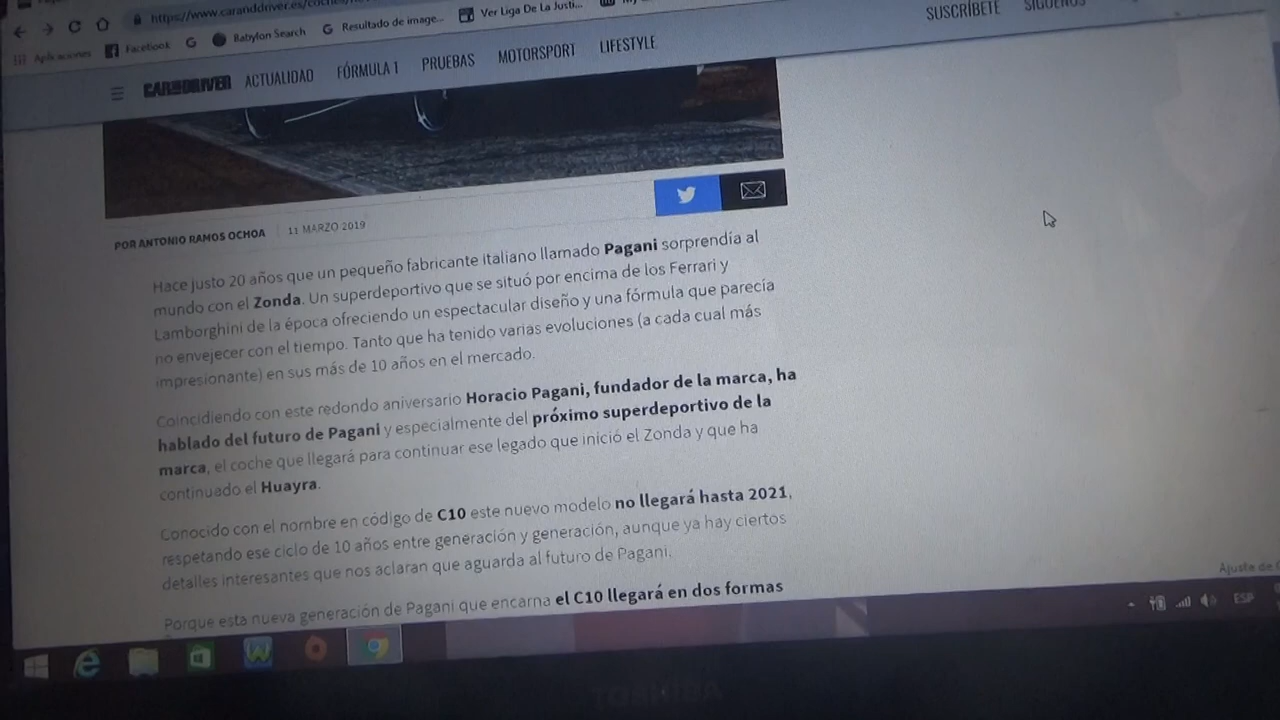 https://www.caranddriver.es/coches/
Aplicaciones Facebook Babylon Search Resultado de image... Ver Liga De La Justi...
CAR AND DRIVER ACTUALIDAD FÓRMULA 1 PRUEBAS MOTORSPORT LIFESTYLE SUSCRÍBETE SÍGUENOS
POR ANTONIO RAMOS OCHOA 11 MARZO 2019
Hace justo 20 años que un pequeño fabricante italiano llamado Pagani sorprendía al
mundo con el Zonda. Un superdeportivo que se situó por encima de los Ferrari y
Lamborghini de la época ofreciendo un espectacular diseño y una fórmula que parecía
no envejecer con el tiempo. Tanto que ha tenido varias evoluciones (a cada cual más
impresionante) en sus más de 10 años en el mercado.
Coincidiendo con este redondo aniversario Horacio Pagani, fundador de la marca, ha
hablado del futuro de Pagani y especialmente del próximo superdeportivo de la
marca, el coche que llegará para continuar ese legado que inició el Zonda y que ha
continuado el Huayra.
Conocido con el nombre en código de C10 este nuevo modelo no llegará hasta 2021,
respetando ese ciclo de 10 años entre generación y generación, aunque ya hay ciertos
detalles interesantes que nos aclaran que aguarda al futuro de Pagani.
Porque esta nueva generación de Pagani que encarna el C10 llegará en dos formas
Ajuste de
ESP
TOSHIBA